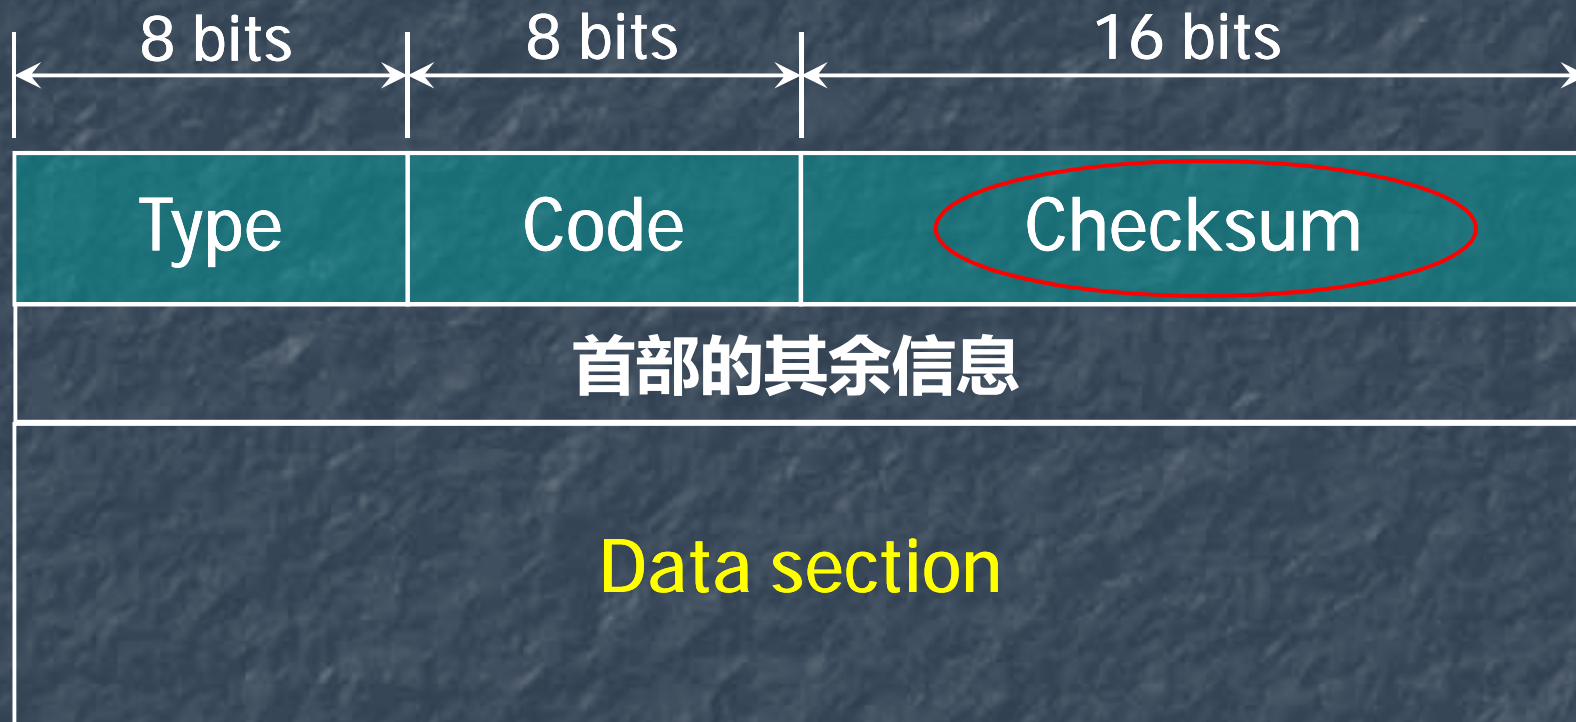 8 bits 8 bits 16 bits
Type Code Checksum
首部的其余信息
Data section